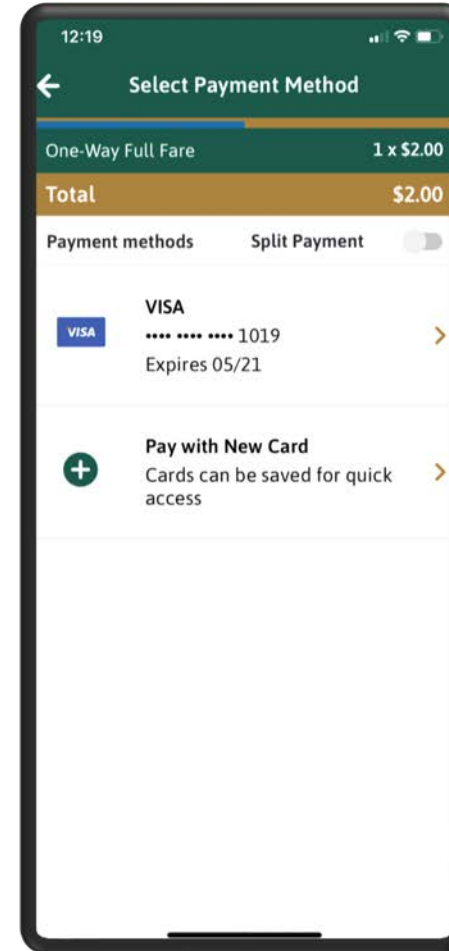 12:19
Select Payment Method
One-Way Full Fare 1 x $2.00
Total $2.00
Payment methods Split Payment
VISA
VISA
•••• •••• •••• 1019
Expires 05/21
Pay with New Card
Cards can be saved for quick
access